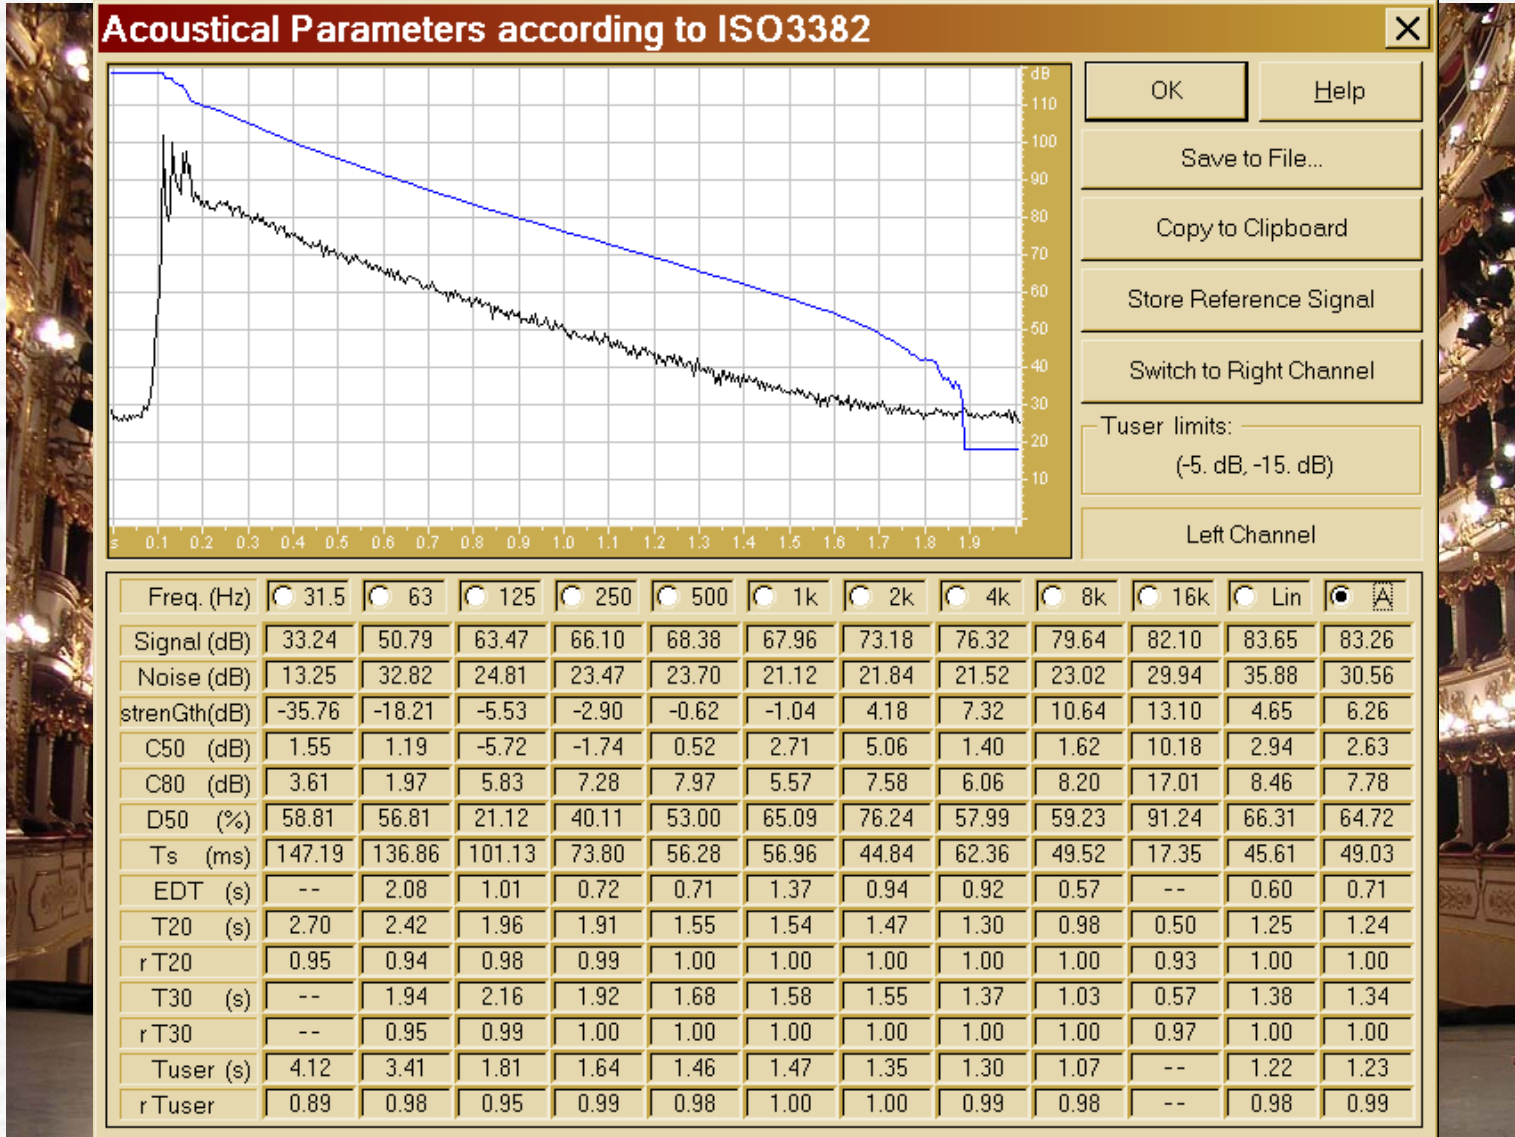 Acoustical Parameters according to ISO3382
dB
110
100
90
80
70
60
50
40
30
20
10
s 0.1 0.2 0.3 0.4 0.5 0.6 0.7 0.8 0.9 1.0 1.1 1.2 1.3 1.4 1.5 1.6 1.7 1.8 1.9
OK Help
Save to File...
Copy to Clipboard
Store Reference Signal
Switch to Right Channel
Tuser limits:
(-5. dB, -15. dB)
Left Channel
Freq. (Hz) 31.5 63 125 250 500 1k 2k 4k 8k 16k Lin A
Signal (dB) 33.24 50.79 63.47 66.10 68.38 67.96 73.18 76.32 79.64 82.10 83.65 83.26
Noise (dB) 13.25 32.82 24.81 23.47 23.70 21.12 21.84 21.52 23.02 29.94 35.88 30.56
strenGth(dB) -35.76 -18.21 -5.53 -2.90 -0.62 -1.04 4.18 7.32 10.64 13.10 4.65 6.26
C50 (dB) 1.55 1.19 -5.72 -1.74 0.52 2.71 5.06 1.40 1.62 10.18 2.94 2.63
C80 (dB) 3.61 1.97 5.83 7.28 7.97 5.57 7.58 6.06 8.20 17.01 8.46 7.78
D50 (%) 58.81 56.81 21.12 40.11 53.00 65.09 76.24 57.99 59.23 91.24 66.31 64.72
Ts (ms) 147.19 136.86 101.13 73.80 56.28 56.96 44.84 62.36 49.52 17.35 45.61 49.03
EDT (s) -- 2.08 1.01 0.72 0.71 1.37 0.94 0.92 0.57 -- 0.60 0.71
T20 (s) 2.70 2.42 1.96 1.91 1.55 1.54 1.47 1.30 0.98 0.50 1.25 1.24
r T20 0.95 0.94 0.98 0.99 1.00 1.00 1.00 1.00 1.00 0.93 1.00 1.00
T30 (s) -- 1.94 2.16 1.92 1.68 1.58 1.55 1.37 1.03 0.57 1.38 1.34
r T30 -- 0.95 0.99 1.00 1.00 1.00 1.00 1.00 1.00 0.97 1.00 1.00
Tuser (s) 4.12 3.41 1.81 1.64 1.46 1.47 1.35 1.30 1.07 -- 1.22 1.23
r Tuser 0.89 0.98 0.95 0.99 0.98 1.00 1.00 0.99 0.98 -- 0.98 0.99